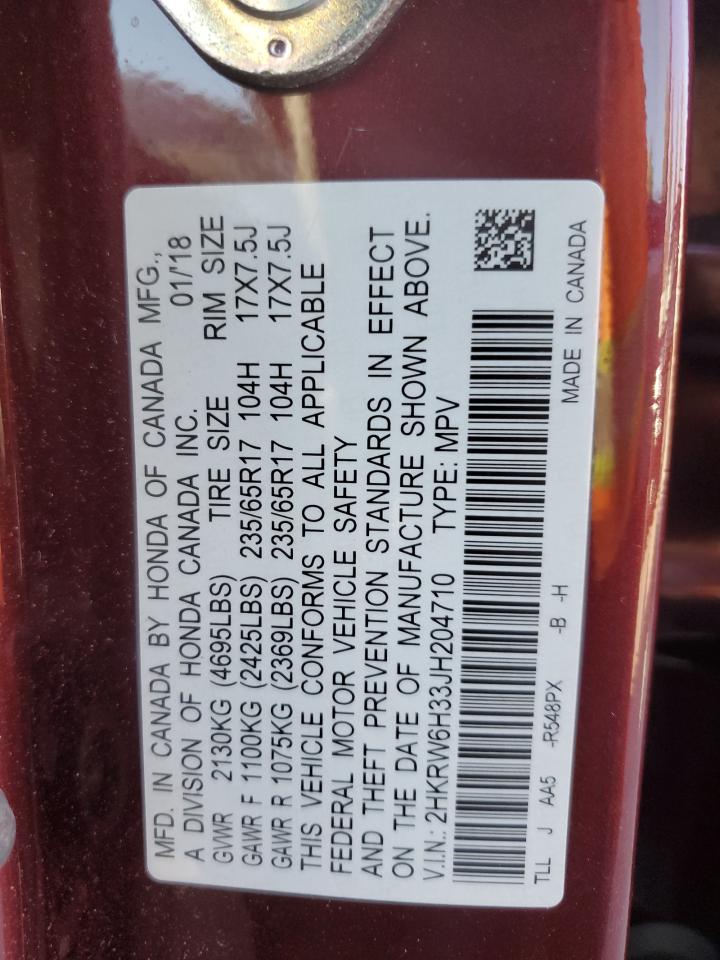 MFD. IN CANADA BY HONDA OF CANADA MFG.,
A DIVISION OF HONDA CANADA INC. 01/'18
GVWR 2130KG (4695LBS) TIRE SIZE RIM SIZE
GAWR F 1100KG (2425LBS) 235/65R17 104H 17X7.5J
GAWR R 1075KG (2369LBS) 235/65R17 104H 17X7.5J
THIS VEHICLE CONFORMS TO ALL APPLICABLE
FEDERAL MOTOR VEHICLE SAFETY
AND THEFT PREVENTION STANDARDS IN EFFECT
ON THE DATE OF MANUFACTURE SHOWN ABOVE.
V.I.N.: 2HKRW6H33JH204710 TYPE: MPV
TLL J AA5 -R548PX -B -H
MADE IN CANADA